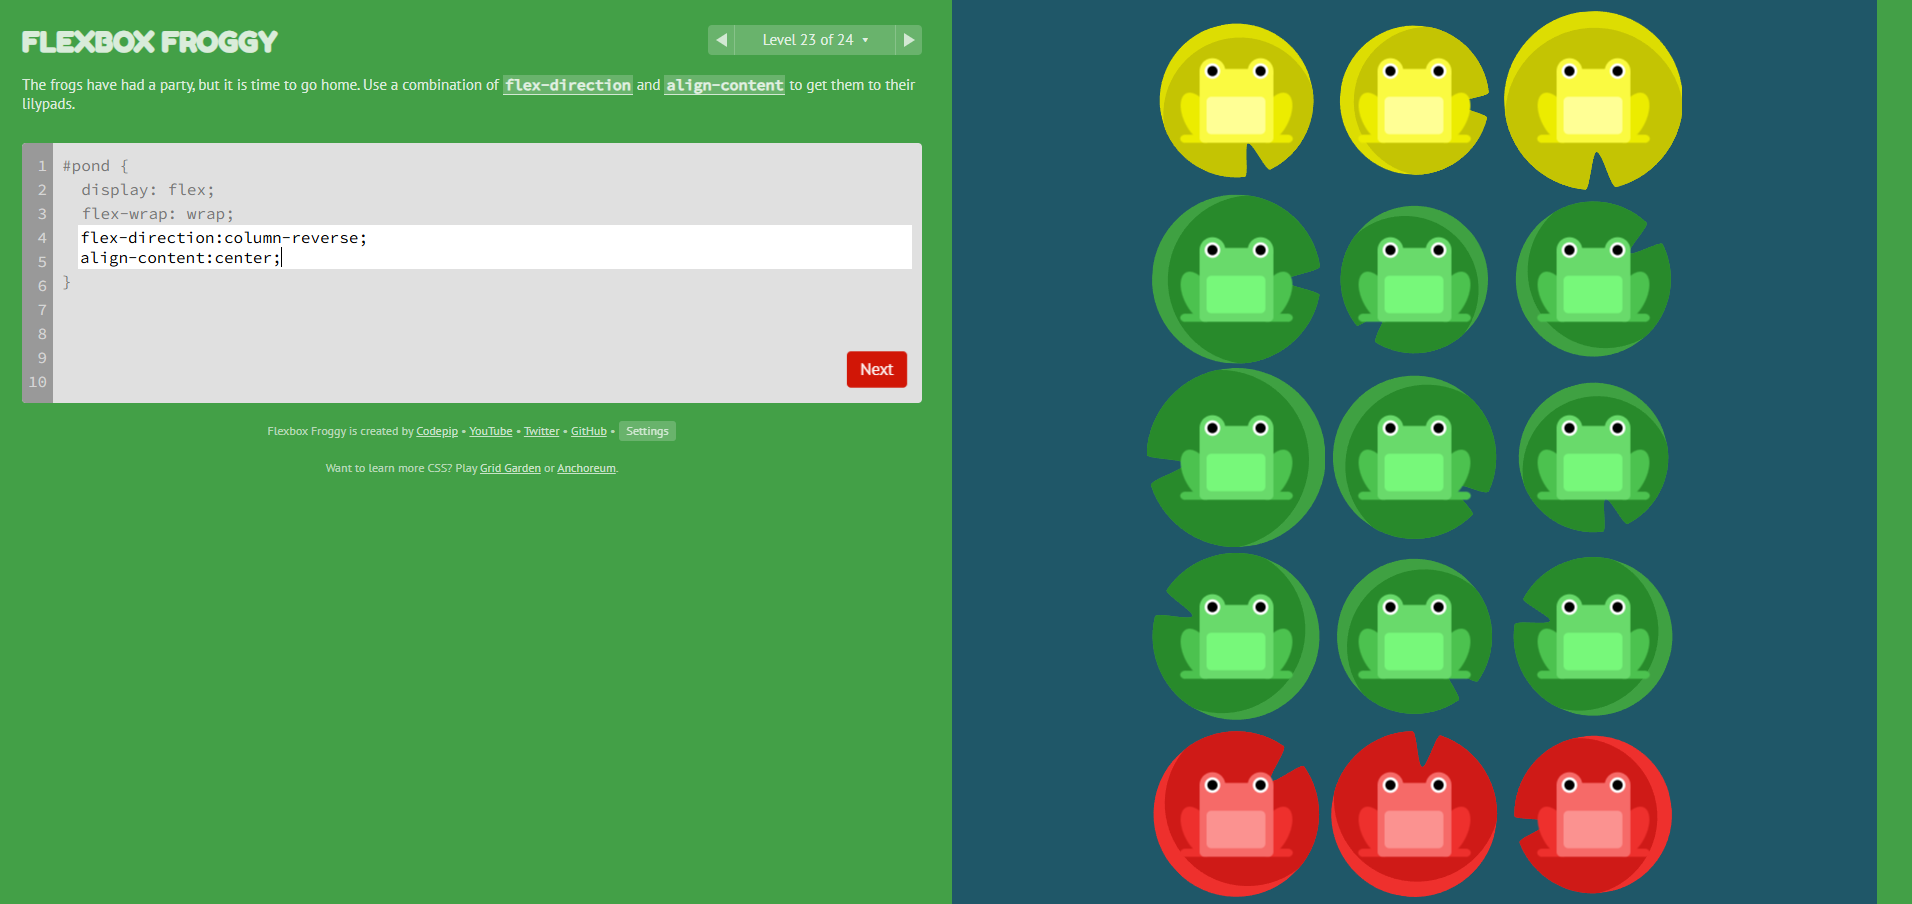 FLEXBOX FROGGY
Level 23 of 24
The frogs have had a party, but it is time to go home. Use a combination of flex-direction and align-content to get them to their
lilypads.
1 #pond {
2 display: flex;
3 flex-wrap: wrap;
4 flex-direction:column-reverse;
5 align-content:center;
6 }
7
8
9
10
Next
Flexbox Froggy is created by Codepip • YouTube • Twitter • GitHub • Settings
Want to learn more CSS? Play Grid Garden or Anchoreum.